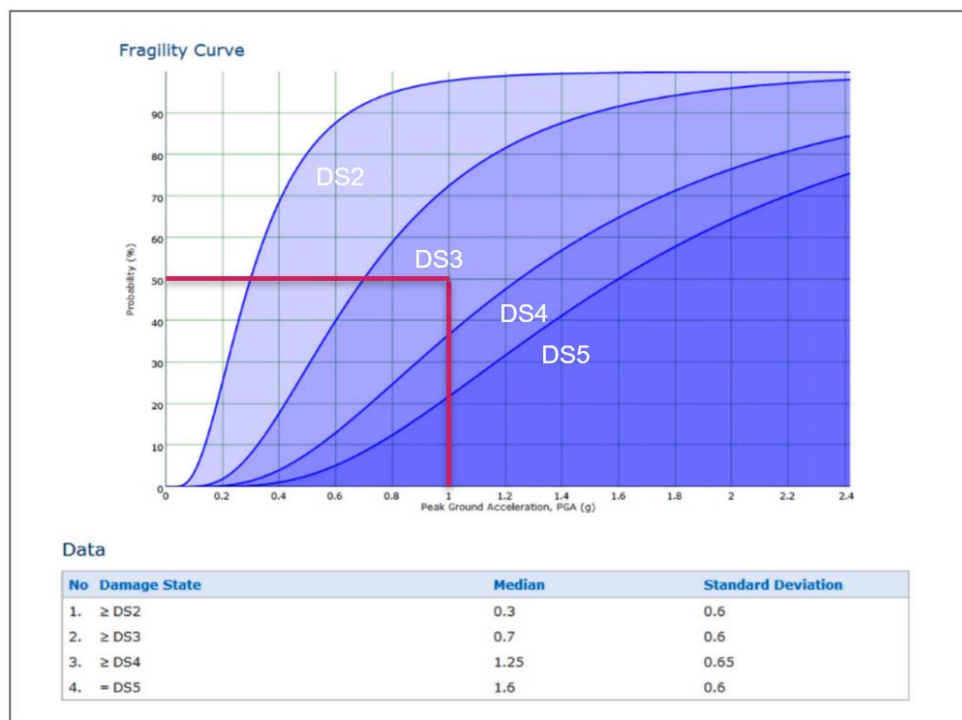 Fragility Curve
90
80
70
60
50
40
30
20
10
0
Probability (%)
DS2
DS3
DS4
DS5
0 0.2 0.4 0.6 0.8 1 1.2 1.4 1.6 1.8 2 2.2 2.4
Peak Ground Acceleration, PGA (g)
Data
No Damage State Median Standard Deviation
1. ≥ DS2 0.3 0.6
2. ≥ DS3 0.7 0.6
3. ≥ DS4 1.25 0.65
4. = DS5 1.6 0.6